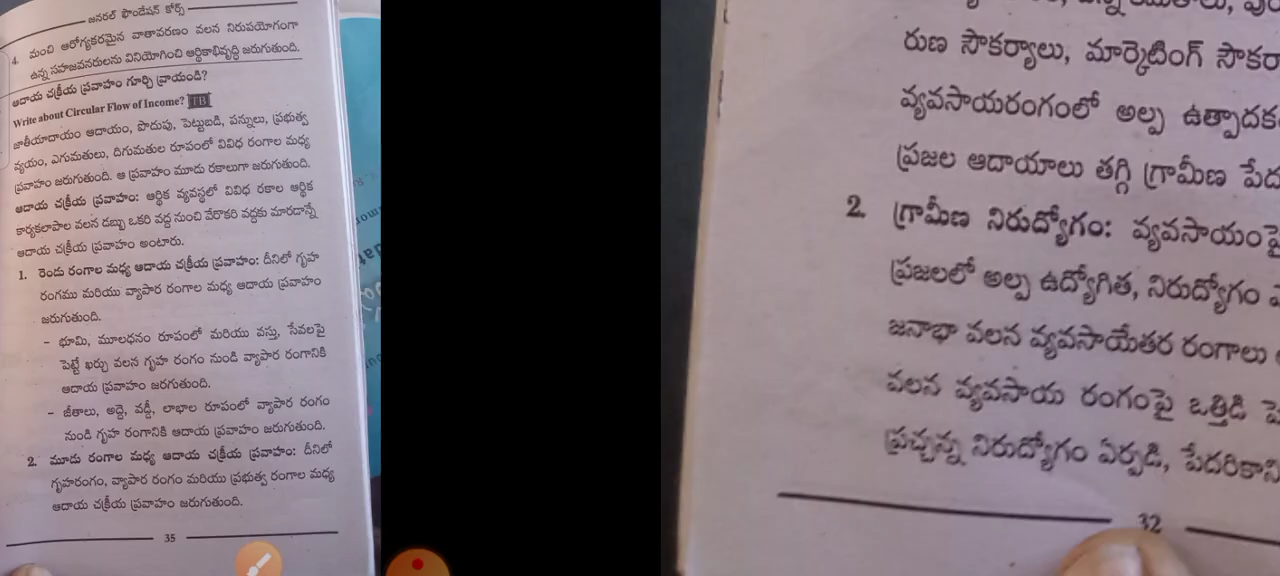 జనరల్ ఫౌండేషన్ కోర్స్
4. మంచి ఆరోగ్యకరమైన వాతావరణం వలన నిరుపయోగంగా
ఉన్న సహజవనరులను వినియోగించి ఆర్థికాభివృద్ధి జరుగుతుంది.
ఆదాయ చక్రీయ ప్రవాహం గూర్చి వ్రాయండి?
Write about Circular Flow of Income? TB
జాతీయాదాయం ఆదాయం, పొదుపు, పెట్టుబడి, పన్నులు, ప్రభుత్వ
వ్యయం, ఎగుమతులు, దిగుమతుల రూపంలో వివిధ రంగాల మధ్య
ప్రవాహం జరుగుతుంది. ఆ ప్రవాహం మూడు రకాలుగా జరుగుతుంది.
ఆదాయ చక్రీయ ప్రవాహం: ఆర్థిక వ్యవస్థలో వివిధ రకాల ఆర్థిక
కార్యకలాపాల వలన డబ్బు ఒకరి వద్ద నుంచి వేరొకరి వద్దకు మారడాన్నే
ఆదాయ చక్రీయ ప్రవాహం అంటారు.
1. రెండు రంగాల మధ్య ఆదాయ చక్రీయ ప్రవాహం: దీనిలో గృహ
రంగము మరియు వ్యాపార రంగాల మధ్య ఆదాయ ప్రవాహం
జరుగుతుంది.
- భూమి, మూలధనం రూపంలో మరియు వస్తు, సేవలపై
పెట్టే ఖర్చు వలన గృహ రంగం నుండి వ్యాపార రంగానికి
ఆదాయ ప్రవాహం జరగుతుంది.
- జీతాలు, అద్దె, వడ్డీ, లాభాల రూపంలో వ్యాపార రంగం
నుండి గృహ రంగానికి ఆదాయ ప్రవాహం జరుగుతుంది.
2. మూడు రంగాల మధ్య ఆదాయ చక్రీయ ప్రవాహం: దీనిలో
గృహరంగం, వ్యాపార రంగం మరియు ప్రభుత్వ రంగాల మధ్య
ఆదాయ చక్రీయ ప్రవాహం జరుగుతుంది.
35
రుణ సౌకర్యాలు, మార్కెటింగ్ సౌకర
వ్యవసాయరంగంలో అల్ప ఉత్పాదక
ప్రజల ఆదాయాలు తగ్గి గ్రామీణ పేద
2. గ్రామీణ నిరుద్యోగం: వ్యవసాయంపై
ప్రజలలో అల్ప ఉద్యోగిత, నిరుద్యోగం
జనాభా వలన వ్యవసాయేతర రంగాలు
వలన వ్యవసాయ రంగంపై ఒత్తిడి పె
ప్రచ్ఛన్న నిరుద్యోగం ఏర్పడి, పేదరికాని
32